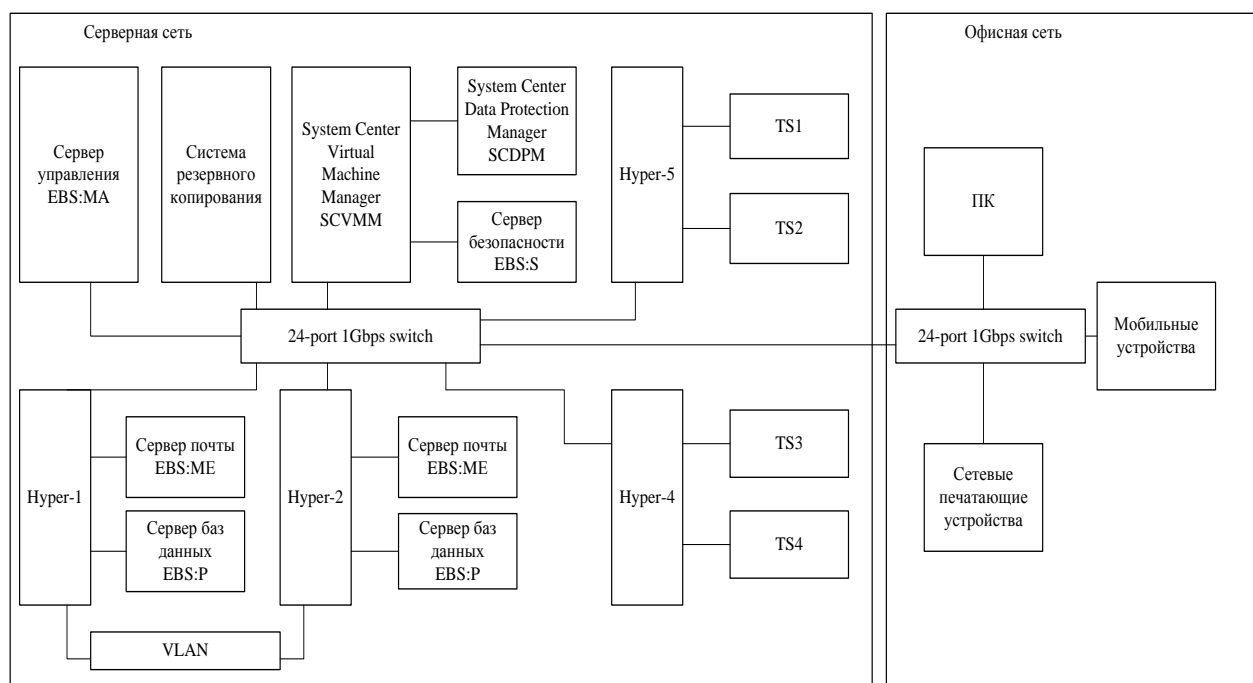 Серверная сеть
Офисная сеть
Сервер
управления
EBS:MA
Система
резервного
копирования
System Center
Virtual
Machine
Manager
SCVMM
System Center
Data Protection
Manager
SCDPM
Сервер
безопасности
EBS:S
Hyper-5
TS1
TS2
ПК
24-port 1Gbps switch
24-port 1Gbps switch
Мобильные
устройства
Hyper-1
Сервер почты
EBS:ME
Сервер баз
данных
EBS:P
Hyper-2
Сервер почты
EBS:ME
Сервер баз
данных
EBS:P
Hyper-4
TS3
TS4
Сетевые
печатающие
устройства
VLAN